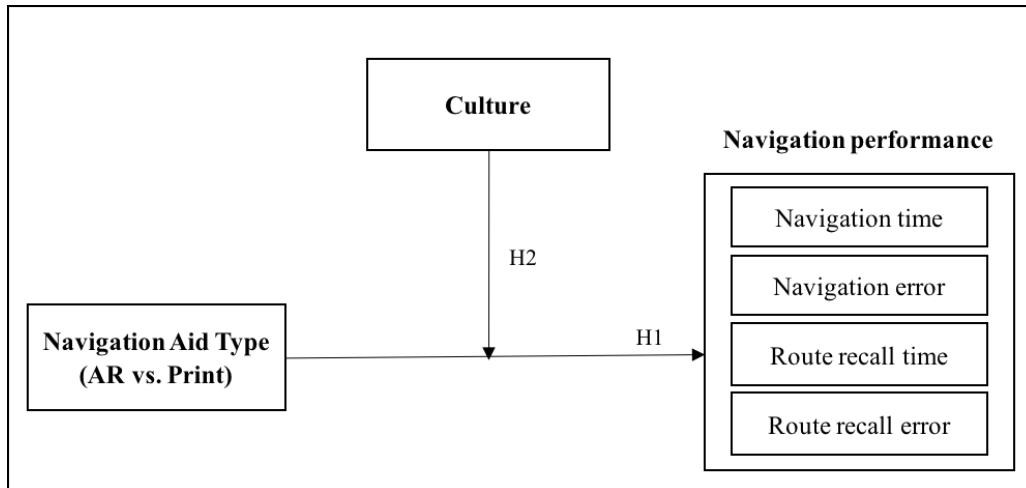 Culture
Navigation performance
Navigation time
H2
Navigation error
Navigation Aid Type
(AR vs. Print)
H1
Route recall time
Route recall error